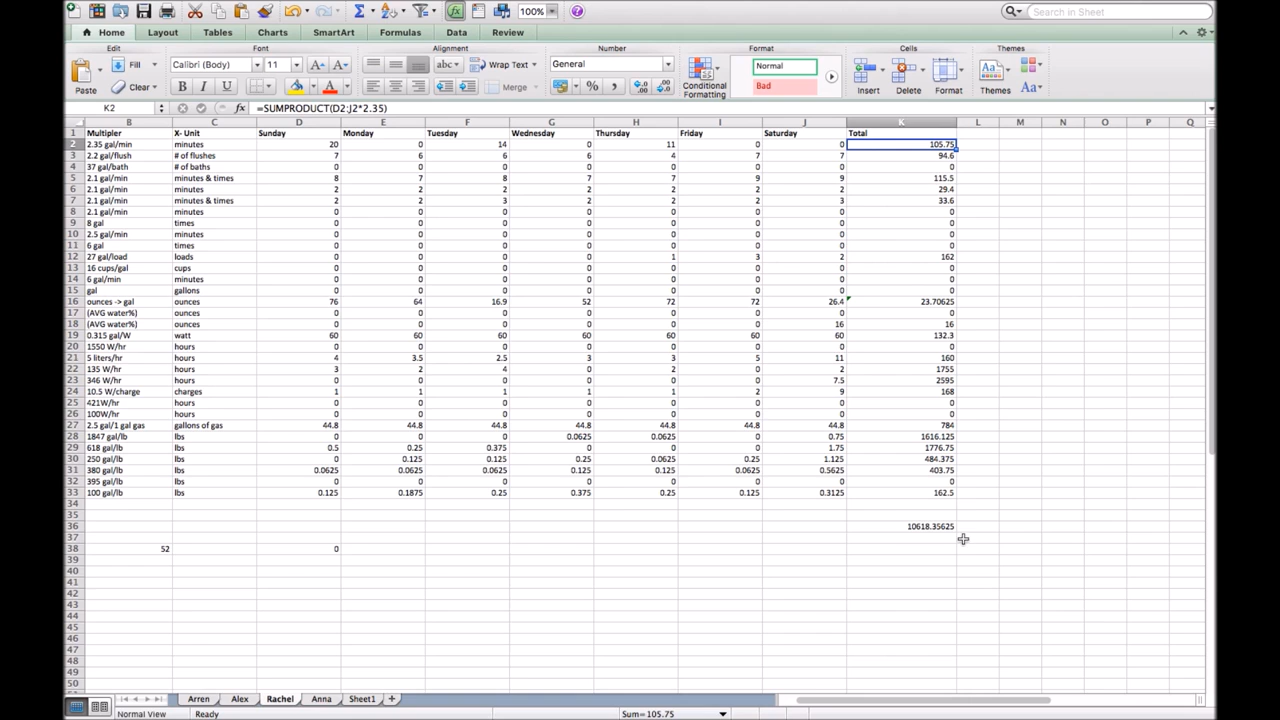 100%
Search in Sheet
Home Layout Tables Charts SmartArt Formulas Data Review
Edit Font Alignment Number Format Cells Themes
Fill Calibri (Body) 11 A A abc Wrap Text General Normal
Paste Clear B I U A Merge % Conditional Formatting Bad Insert Delete Format Themes Aa
K2 fx =SUMPRODUCT(D2:J2*2.35)
B C D E F G H I J K L M N O P Q
1 Multipler X- Unit Sunday Monday Tuesday Wednesday Thursday Friday Saturday Total
2 2.35 gal/min minutes 20 0 14 0 11 0 0 105.75
3 2.2 gal/flush # of flushes 7 6 6 6 4 7 7 94.6
4 37 gal/bath # of baths 0 0 0 0 0 0 0 0
5 2.1 gal/min minutes & times 8 7 8 7 7 9 9 115.5
6 2.1 gal/min minutes 2 2 2 2 2 2 2 29.4
7 2.1 gal/min minutes & times 2 2 3 2 2 2 3 33.6
8 2.1 gal/min minutes 0 0 0 0 0 0 0 0
9 8 gal times 0 0 0 0 0 0 0 0
10 2.5 gal/min minutes 0 0 0 0 0 0 0 0
11 6 gal times 0 0 0 0 0 0 0 0
12 27 gal/load loads 0 0 0 0 1 3 2 162
13 16 cups/gal cups 0 0 0 0 0 0 0 0
14 6 gal/min minutes 0 0 0 0 0 0 0 0
15 gal gallons 0 0 0 0 0 0 0 0
16 ounces -> gal ounces 76 64 16.9 52 72 72 26.4 23.70625
17 (AVG water%) ounces 0 0 0 0 0 0 0 0
18 (AVG water%) ounces 0 0 0 0 0 0 16 16
19 0.315 gal/W watt 60 60 60 60 60 60 60 132.3
20 1550 W/hr hours 0 0 0 0 0 0 0 0
21 5 liters/hr hours 4 3.5 2.5 3 3 5 11 160
22 135 W/hr hours 3 2 4 0 2 0 2 1755
23 346 W/hr hours 0 0 0 0 0 0 7.5 2595
24 10.5 W/charge charges 1 1 1 1 1 2 9 168
25 421W/hr hours 0 0 0 0 0 0 0 0
26 100W/hr hours 0 0 0 0 0 0 0 0
27 2.5 gal/1 gal gas gallons of gas 44.8 44.8 44.8 44.8 44.8 44.8 44.8 784
28 1847 gal/lb lbs 0 0 0 0.0625 0.0625 0 0.75 1616.125
29 618 gal/lb lbs 0.5 0.25 0.375 0 0 0 1.75 1776.75
30 250 gal/lb lbs 0 0.125 0.125 0.25 0.0625 0.25 1.125 484.375
31 380 gal/lb lbs 0.0625 0.0625 0.0625 0.125 0.125 0.0625 0.5625 403.75
32 395 gal/lb lbs 0 0 0 0 0 0 0 0
33 100 gal/lb lbs 0.125 0.1875 0.25 0.375 0.25 0.125 0.3125 162.5
34
35
36 10618.35625
37
38 52 0
39
40
41
42
43
44
45
46
47
48
49
50
Arren Alex Rachel Anna Sheet1 +
Normal View Ready Sum=105.75